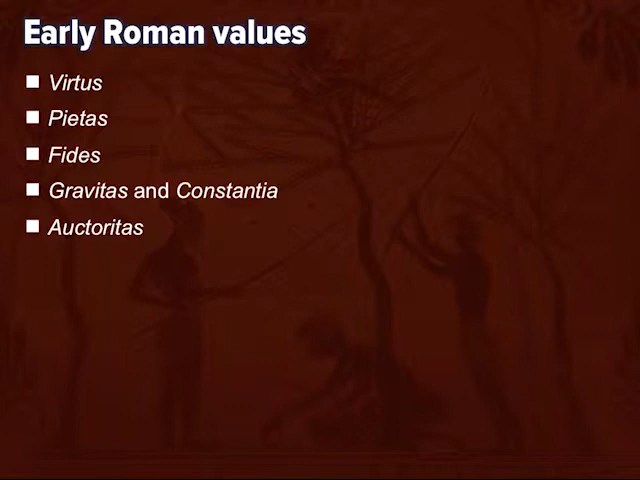 Early Roman values
Virtus
Pietas
Fides
Gravitas and Constantia
Auctoritas